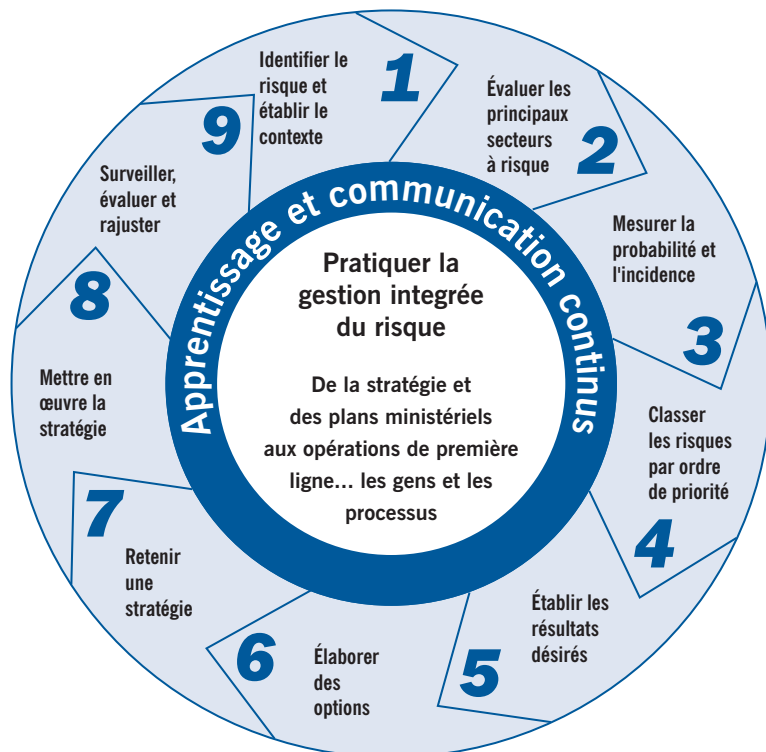 Identifier le
risque et
établir le
contexte
1
Évaluer les
principaux
secteurs
à risque
2
Mesurer la
probabilité et
l'incidence
3
Classer
les risques
par ordre
de priorité
4
Établir les
résultats
désirés
5
Élaborer
des
options
6
Retenir
une
stratégie
7
Mettre en
œuvre la
stratégie
8
Surveiller,
évaluer et
rajuster
9
Apprentissage et communication continus
Pratiquer la
gestion integrée
du risque
De la stratégie et
des plans ministériels
aux opérations de première
ligne... les gens et les
processus